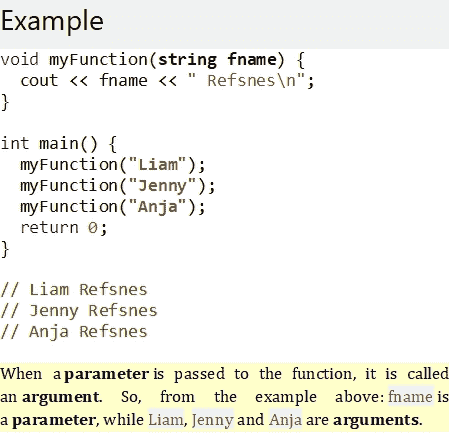 Example
void myFunction(string fname) {
  cout << fname << " Refsnes\n";
}

int main() {
  myFunction("Liam");
  myFunction("Jenny");
  myFunction("Anja");
  return 0;
}

// Liam Refsnes
// Jenny Refsnes
// Anja Refsnes

When a parameter is passed to the function, it is called
an argument. So, from the example above: fname is
a parameter, while Liam, Jenny and Anja are arguments.